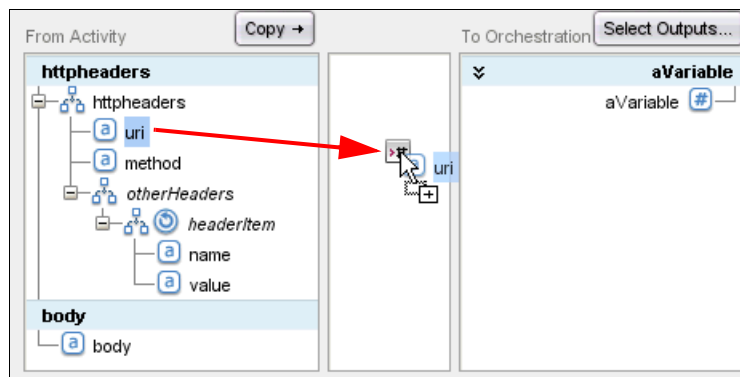 From Activity
Copy →
To Orchestration
Select Outputs...
httpheaders
httpheaders
a uri
a method
otherHeaders
headerItem
a name
a value
body
a body
># a uri
aVariable
aVariable #